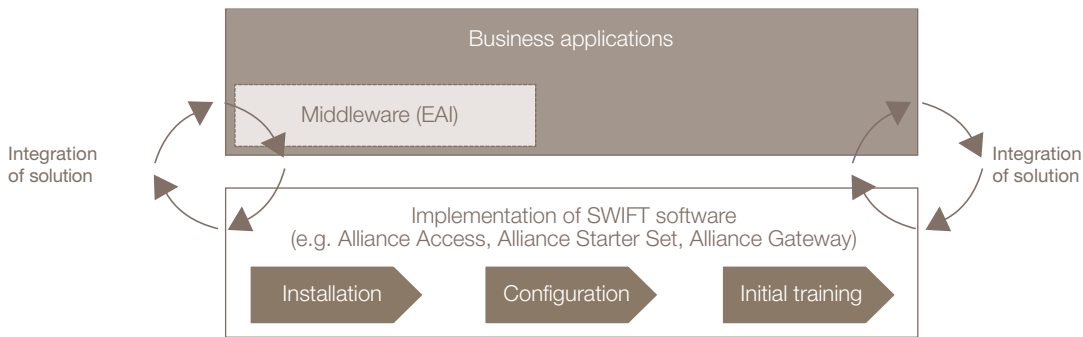 Business applications
Middleware (EAI)
Integration
of solution
Integration
of solution
Implementation of SWIFT software
(e.g. Alliance Access, Alliance Starter Set, Alliance Gateway)
Installation
Configuration
Initial training